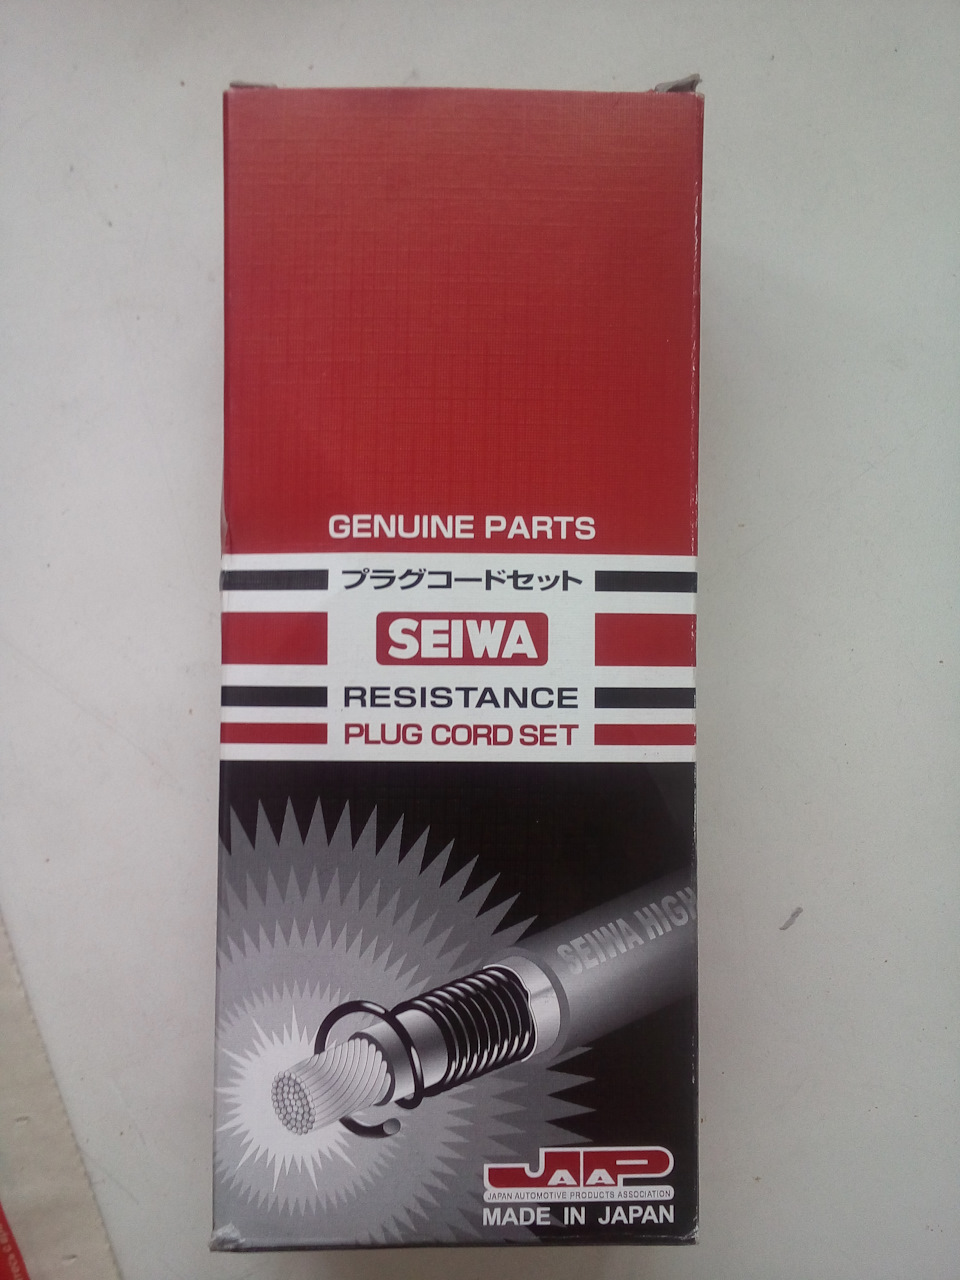 GENUINE PARTS
プラグコードセット
SEIWA
RESISTANCE
PLUG CORD SET
SEIWA HIGH
JAAP
JAPAN AUTOMOTIVE PRODUCTS ASSOCIATION
MADE IN JAPAN